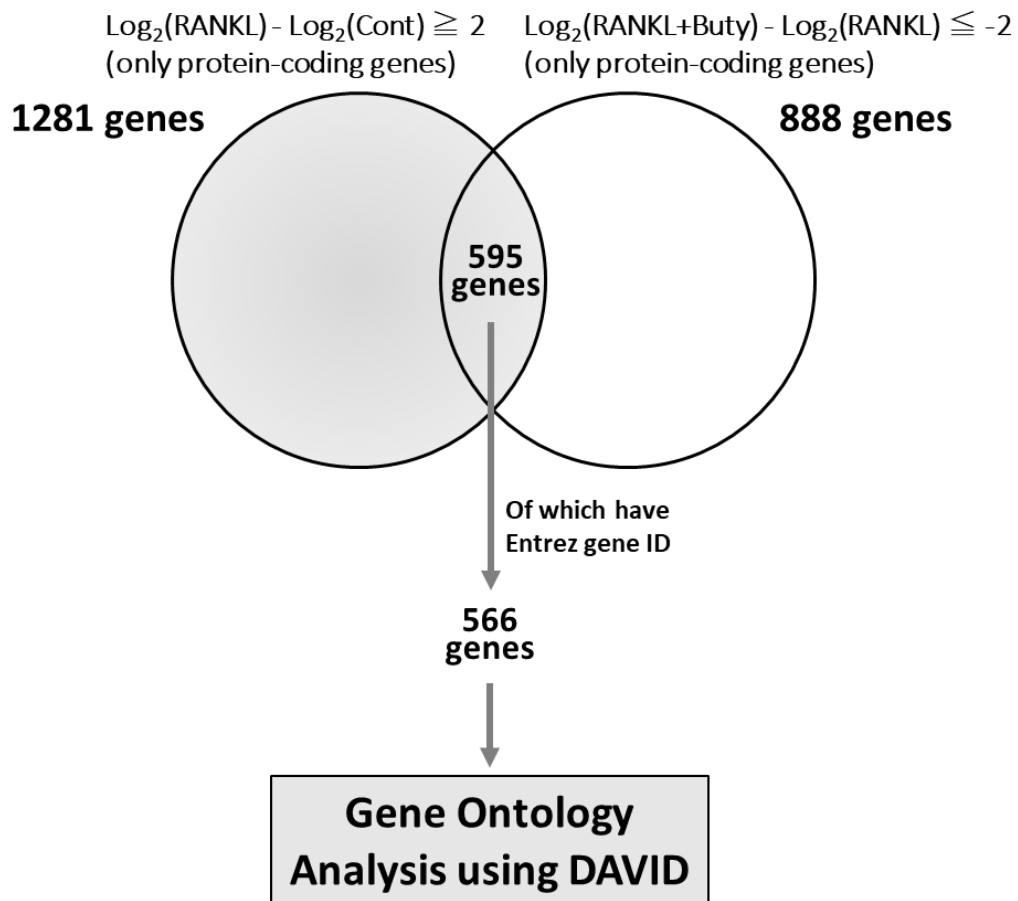 Log₂(RANKL) - Log₂(Cont) ≧ 2
(only protein-coding genes)
Log₂(RANKL+Buty) - Log₂(RANKL) ≦ -2
(only protein-coding genes)
1281 genes
888 genes
595
genes
Of which have
Entrez gene ID
566
genes
Gene Ontology
Analysis using DAVID